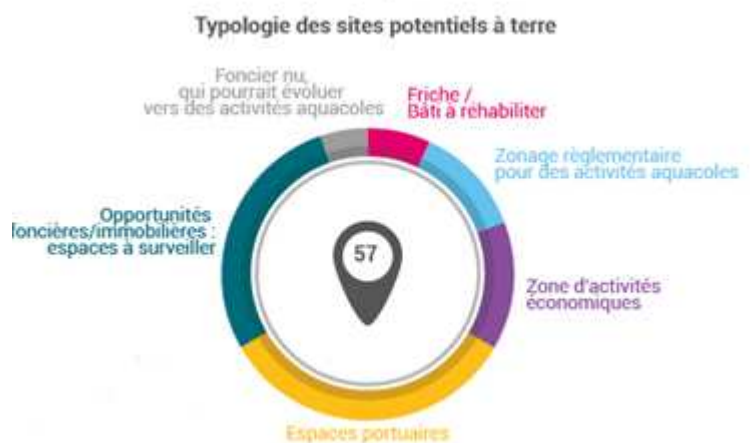 Typologie des sites potentiels à terre
Foncier nu,
qui pourrait évoluer
vers des activités aquacoles
Friche /
Bâti à réhabiliter
Zonage règlementaire
pour des activités aquacoles
Opportunités
foncières/immobilières :
espaces à surveiller
57
Zone d'activités
économiques
Espaces portuaires